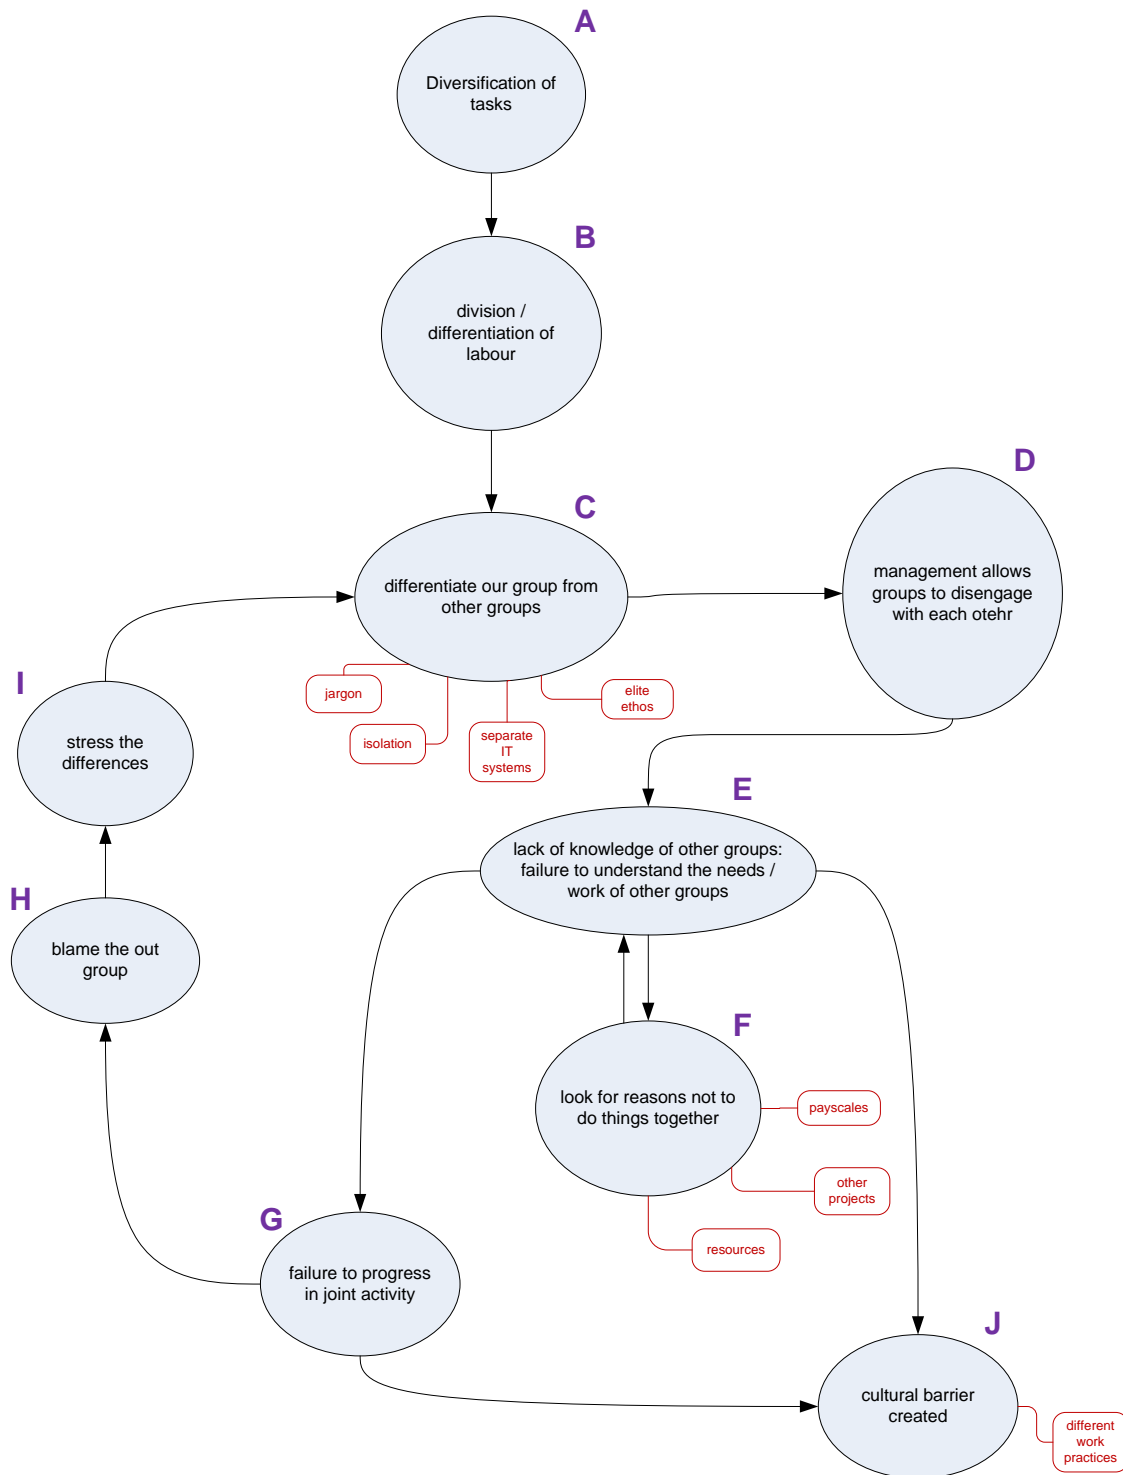 A
Diversification of
tasks
B
division /
differentiation of
labour
C
differentiate our group from
other groups
D
management allows
groups to disengage
with each otehr
jargon
isolation
separate
IT
systems
elite
ethos
I
stress the
differences
E
lack of knowledge of other groups:
failure to understand the needs /
work of other groups
H
blame the out
group
F
look for reasons not to
do things together
payscales
other
projects
resources
G
failure to progress
in joint activity
J
cultural barrier
created
different
work
practices